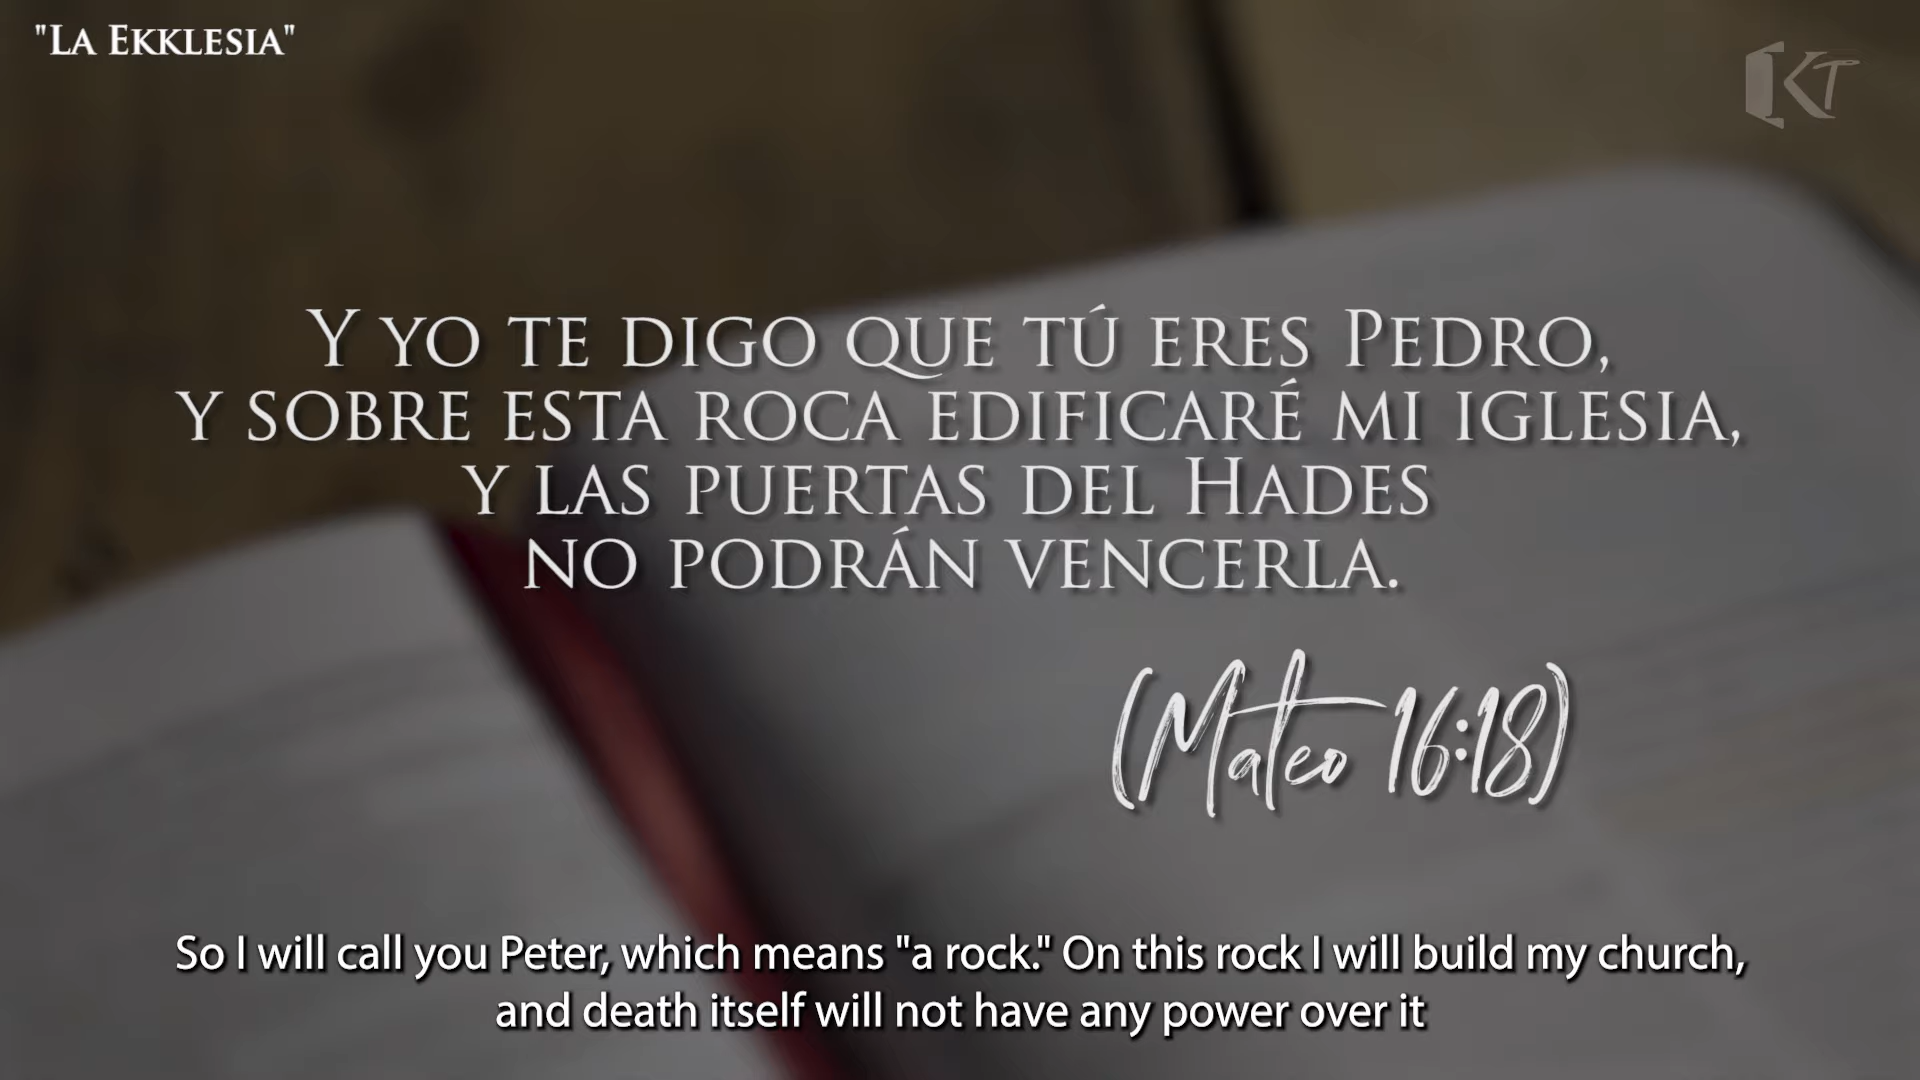 "La Ekklesia"
KT
Y yo te digo que tú eres Pedro,
y sobre esta roca edificaré mi iglesia,
y las puertas del Hades
no podrán vencerla.
(Mateo 16:18)
So I will call you Peter, which means "a rock." On this rock I will build my church,
and death itself will not have any power over it